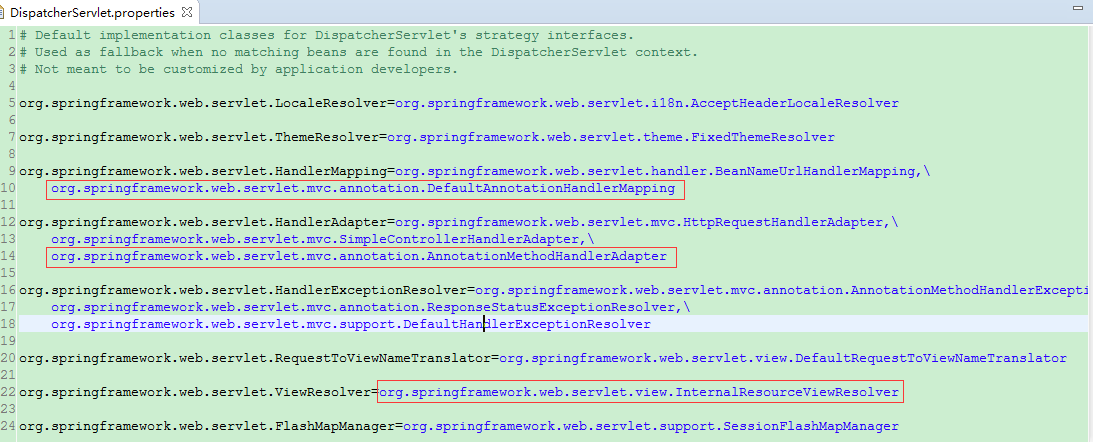 DispatcherServlet.properties
1 # Default implementation classes for DispatcherServlet's strategy interfaces.
2 # Used as fallback when no matching beans are found in the DispatcherServlet context.
3 # Not meant to be customized by application developers.
4
5 org.springframework.web.servlet.LocaleResolver=org.springframework.web.servlet.i18n.AcceptHeaderLocaleResolver
6
7 org.springframework.web.servlet.ThemeResolver=org.springframework.web.servlet.theme.FixedThemeResolver
8
9 org.springframework.web.servlet.HandlerMapping=org.springframework.web.servlet.handler.BeanNameUrlHandlerMapping,\
10 org.springframework.web.servlet.mvc.annotation.DefaultAnnotationHandlerMapping
11
12 org.springframework.web.servlet.HandlerAdapter=org.springframework.web.servlet.mvc.HttpRequestHandlerAdapter,\
13 org.springframework.web.servlet.mvc.SimpleControllerHandlerAdapter,\
14 org.springframework.web.servlet.mvc.annotation.AnnotationMethodHandlerAdapter
15
16 org.springframework.web.servlet.HandlerExceptionResolver=org.springframework.web.servlet.mvc.annotation.AnnotationMethodHandlerExcepti
17 org.springframework.web.servlet.mvc.annotation.ResponseStatusExceptionResolver,\
18 org.springframework.web.servlet.mvc.support.DefaultHandlerExceptionResolver
19
20 org.springframework.web.servlet.RequestToViewNameTranslator=org.springframework.web.servlet.view.DefaultRequestToViewNameTranslator
21
22 org.springframework.web.servlet.ViewResolver=org.springframework.web.servlet.view.InternalResourceViewResolver
23
24 org.springframework.web.servlet.FlashMapManager=org.springframework.web.servlet.support.SessionFlashMapManager